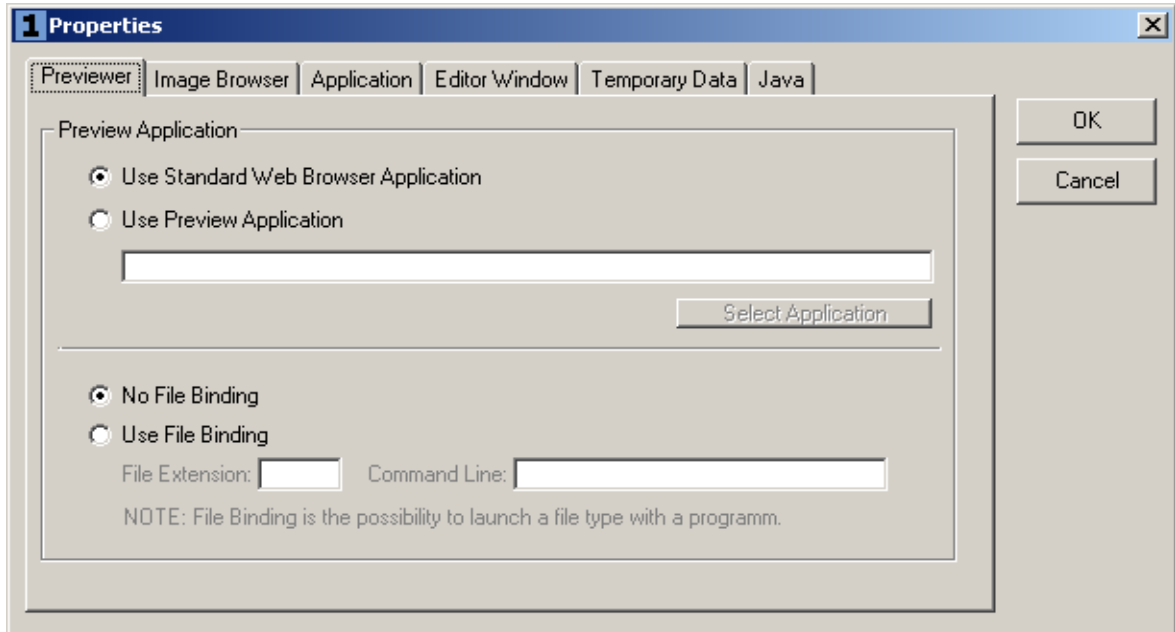 1 Properties
Previewer Image Browser Application Editor Window Temporary Data Java
OK
Cancel
Preview Application
Use Standard Web Browser Application
Use Preview Application
Select Application
No File Binding
Use File Binding
File Extension: Command Line:
NOTE: File Binding is the possibility to launch a file type with a programm.